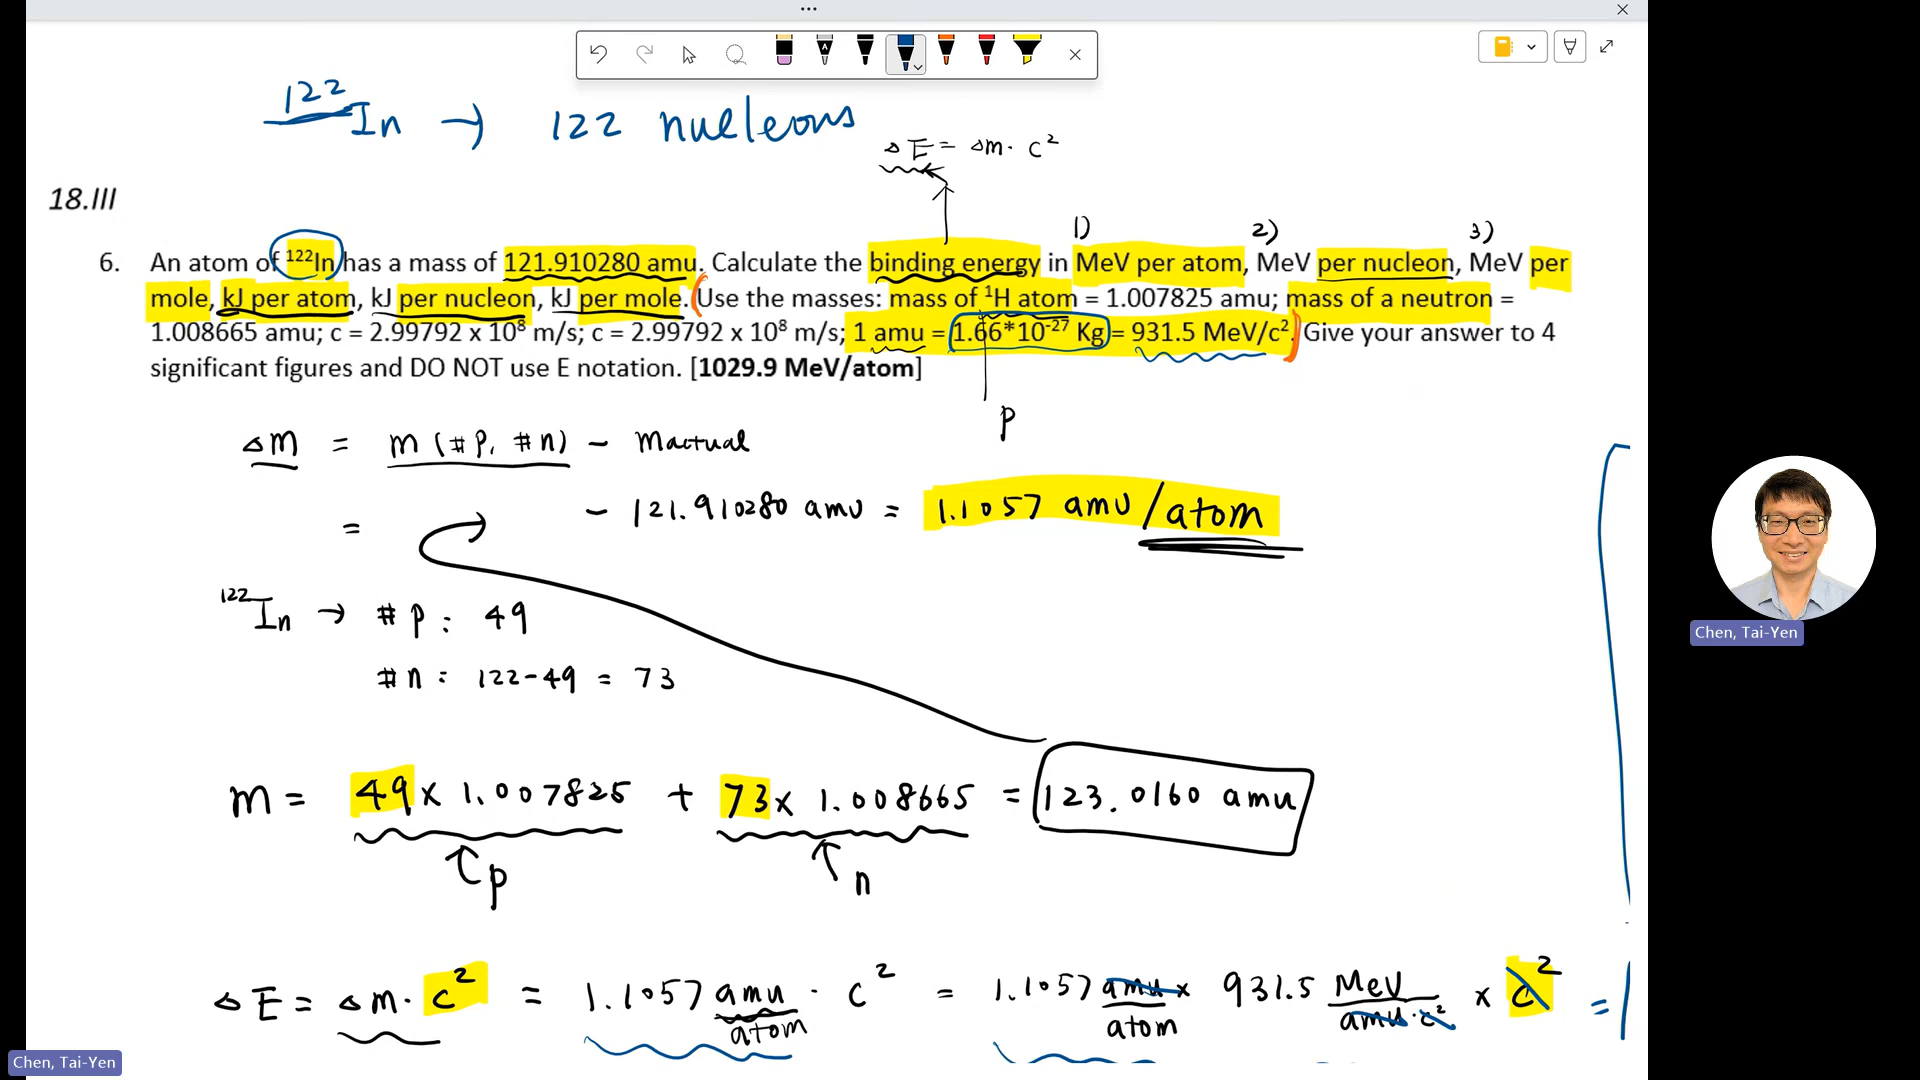 122In → 122 nucleons
ΔE = Δm · c²
18.III
1) 2) 3)
6. An atom of ¹²²In has a mass of 121.910280 amu. Calculate the binding energy in MeV per atom, MeV per nucleon, MeV per
mole, kJ per atom, kJ per nucleon, kJ per mole. (Use the masses: mass of ¹H atom = 1.007825 amu; mass of a neutron =
1.008665 amu; c = 2.99792 x 10⁸ m/s; c = 2.99792 x 10⁸ m/s; 1 amu = 1.66*10⁻²⁷ Kg = 931.5 MeV/c².) Give your answer to 4
significant figures and DO NOT use E notation. [1029.9 MeV/atom]
p
Δm = m (#p, #n) − mactual
= − 121.910280 amu = 1.1057 amu/atom
¹²²In → #p: 49
#n: 122-49 = 73
m = 49 x 1.007825 + 73 x 1.008665 = 123.0160 amu
p n
ΔE = Δm · c² = 1.1057 amu/atom · c² = 1.1057 amu/atom x 931.5 MeV/amu·c² x c² =
Chen, Tai-Yen
Chen, Tai-Yen